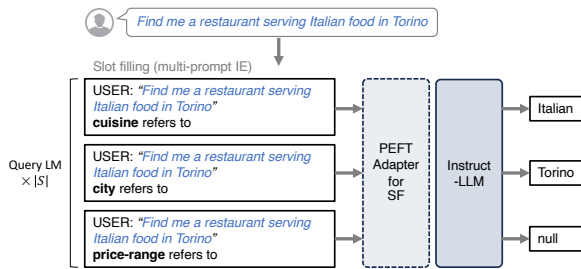 Find me a restaurant serving Italian food in Torino
Slot filling (multi-prompt IE)
USER: “Find me a restaurant serving
Italian food in Torino”
cuisine refers to
USER: “Find me a restaurant serving
Italian food in Torino”
city refers to
USER: “Find me a restaurant serving
Italian food in Torino”
price-range refers to
Query LM
× |S|
PEFT
Adapter
for
SF
Instruct
-LLM
Italian
Torino
null